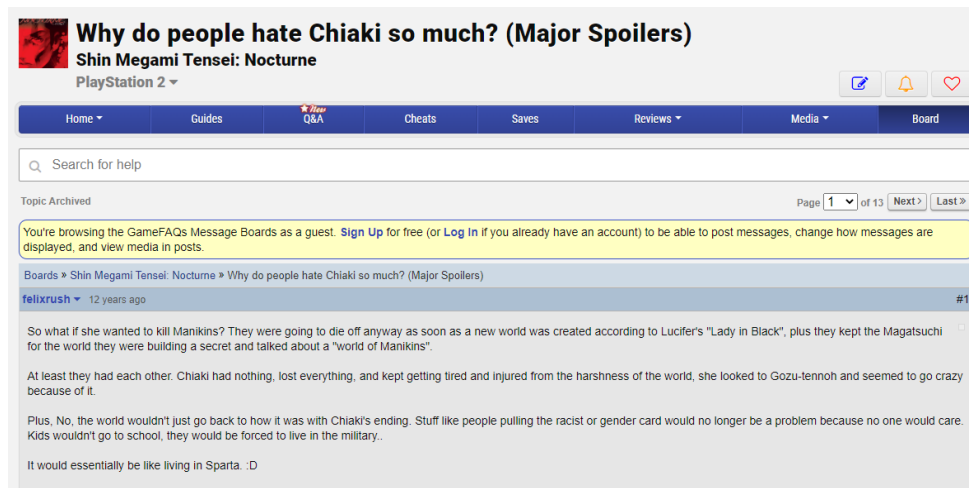 Why do people hate Chiaki so much? (Major Spoilers)
Shin Megami Tensei: Nocturne
PlayStation 2
Home
Guides
New
Q&A
Cheats
Saves
Reviews
Media
Board
Search for help
Topic Archived
Page 1 of 13 Next > Last »
You're browsing the GameFAQs Message Boards as a guest. Sign Up for free (or Log In if you already have an account) to be able to post messages, change how messages are
displayed, and view media in posts.
Boards » Shin Megami Tensei: Nocturne » Why do people hate Chiaki so much? (Major Spoilers)
felixrush 12 years ago #1
So what if she wanted to kill Manikins? They were going to die off anyway as soon as a new world was created according to Lucifer's "Lady in Black", plus they kept the Magatsuchi
for the world they were building a secret and talked about a "world of Manikins".
At least they had each other. Chiaki had nothing, lost everything, and kept getting tired and injured from the harshness of the world, she looked to Gozu-tennoh and seemed to go crazy
because of it.
Plus, No, the world wouldn't just go back to how it was with Chiaki's ending. Stuff like people pulling the racist or gender card would no longer be a problem because no one would care.
Kids wouldn't go to school, they would be forced to live in the military..
It would essentially be like living in Sparta. :D